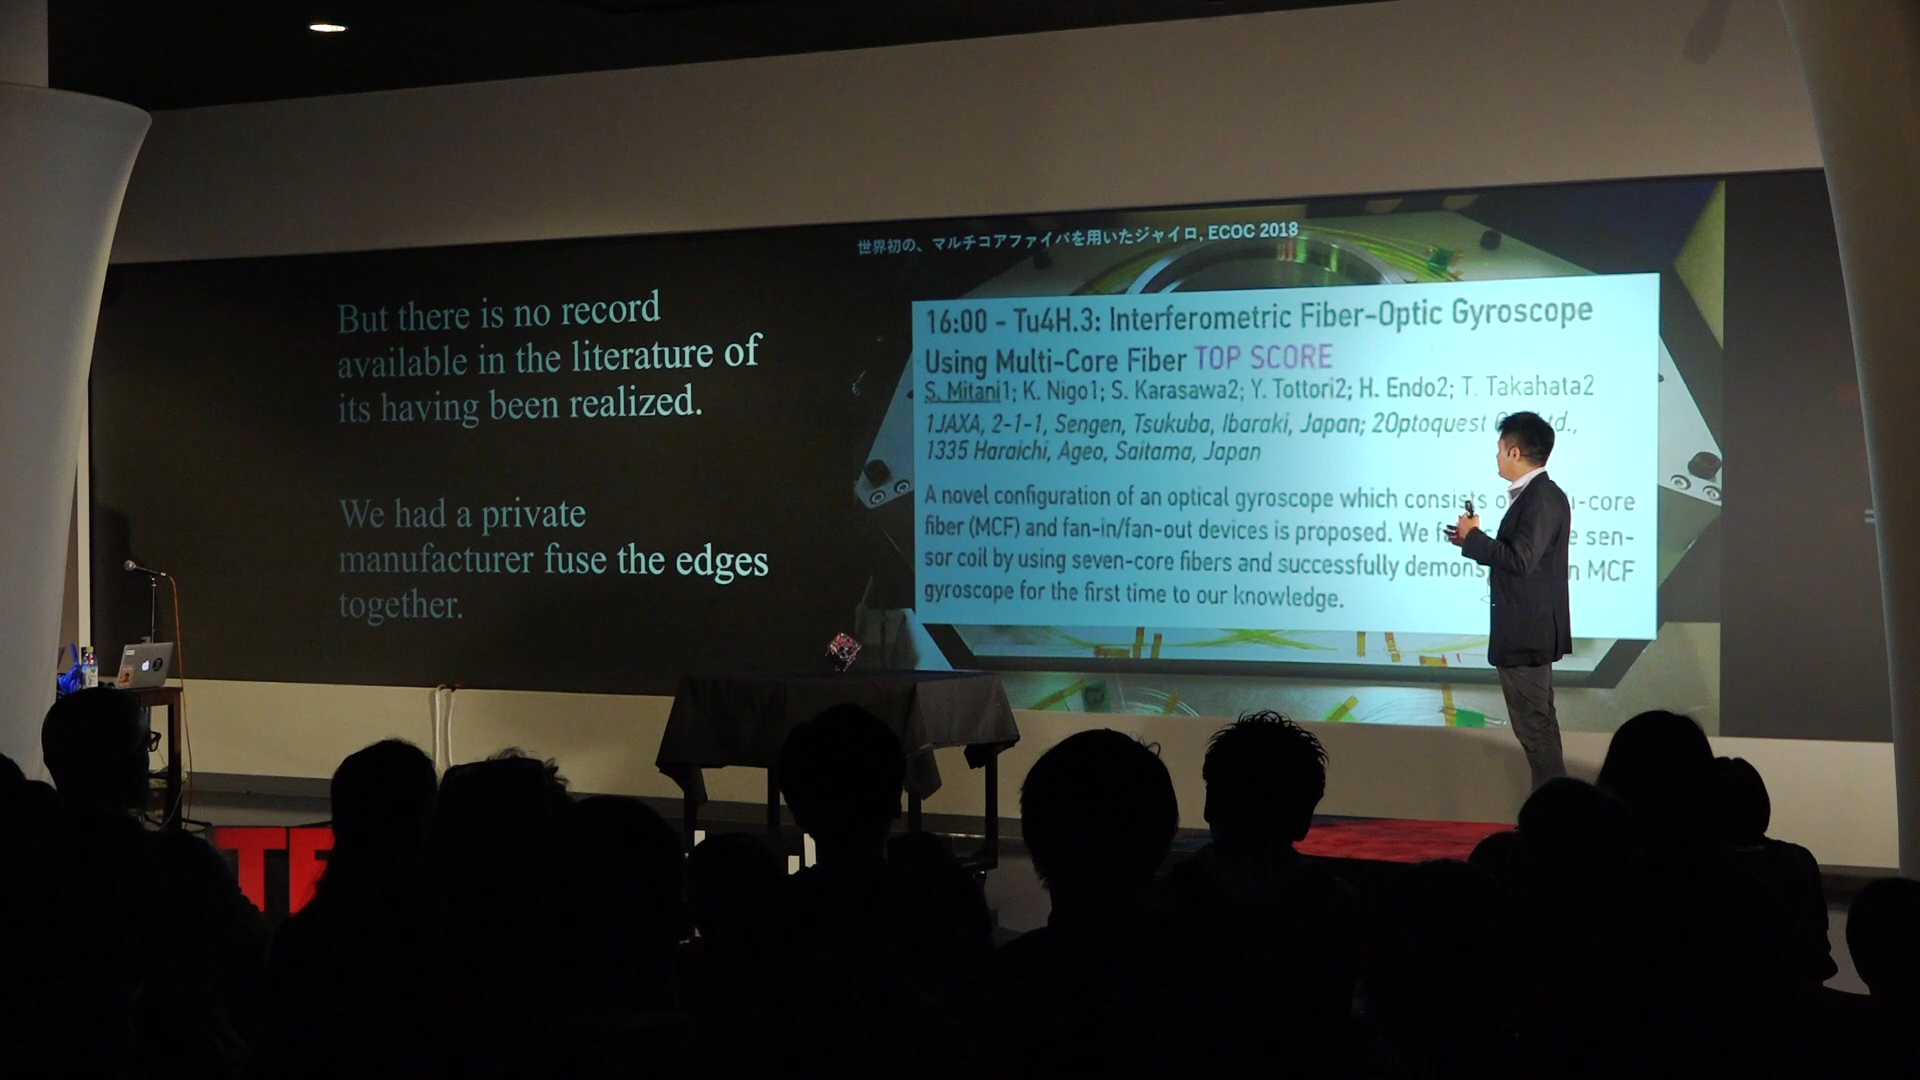 But there is no record
available in the literature of
its having been realized.
We had a private
manufacturer fuse the edges
together.
世界初の、マルチコアファイバを用いたジャイロ, ECOC 2018
16:00 - Tu4H.3: Interferometric Fiber-Optic Gyroscope
Using Multi-Core Fiber TOP SCORE
S. Mitani1; K. Nigo1; S. Karasawa2; Y. Tottori2; H. Endo2; T. Takahata2
1JAXA, 2-1-1, Sengen, Tsukuba, Ibaraki, Japan; 2Optoquest
1335 Haraichi, Ageo, Saitama, Japan
A novel configuration of an optical gyroscope which consists -core
fiber (MCF) and fan-in/fan-out devices is proposed. We sen-
sor coil by using seven-core fibers and successfully MCF
gyroscope for the first time to our knowledge.
TE